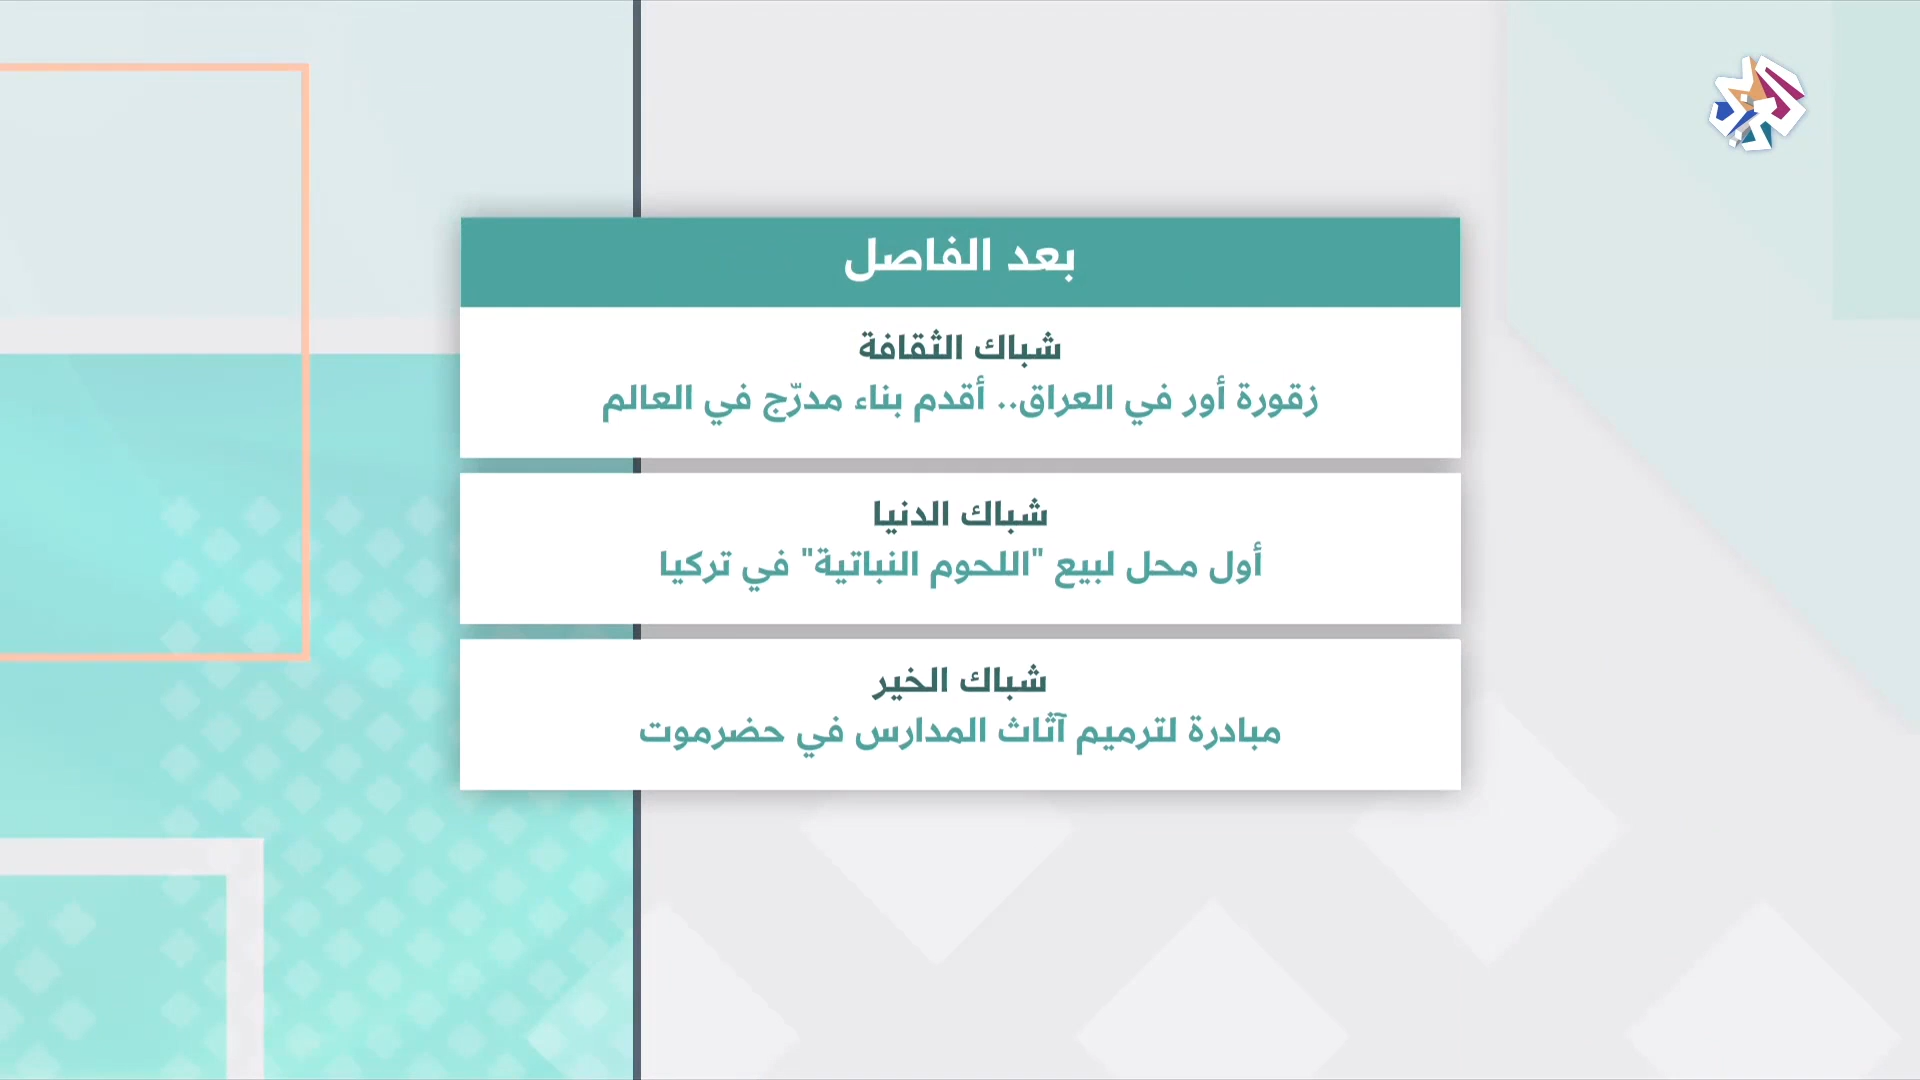 بعد الفاصل
شباك الثقافة
زقورة أور في العراق.. أقدم بناء مدرّج في العالم
شباك الدنيا
أول محل لبيع "اللحوم النباتية" في تركيا
شباك الخير
مبادرة لترميم آثاث المدارس في حضرموت